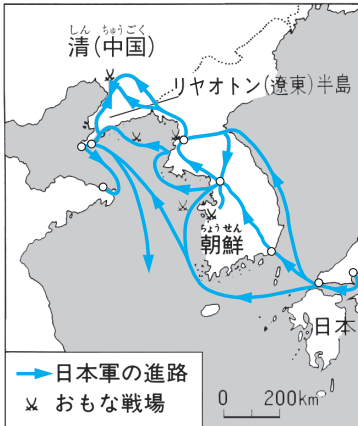 しん ちゅうごく
清(中国)
リヤオトン(遼東)半島
ちょうせん
朝鮮
日本
日本軍の進路
おもな戦場
0 200km